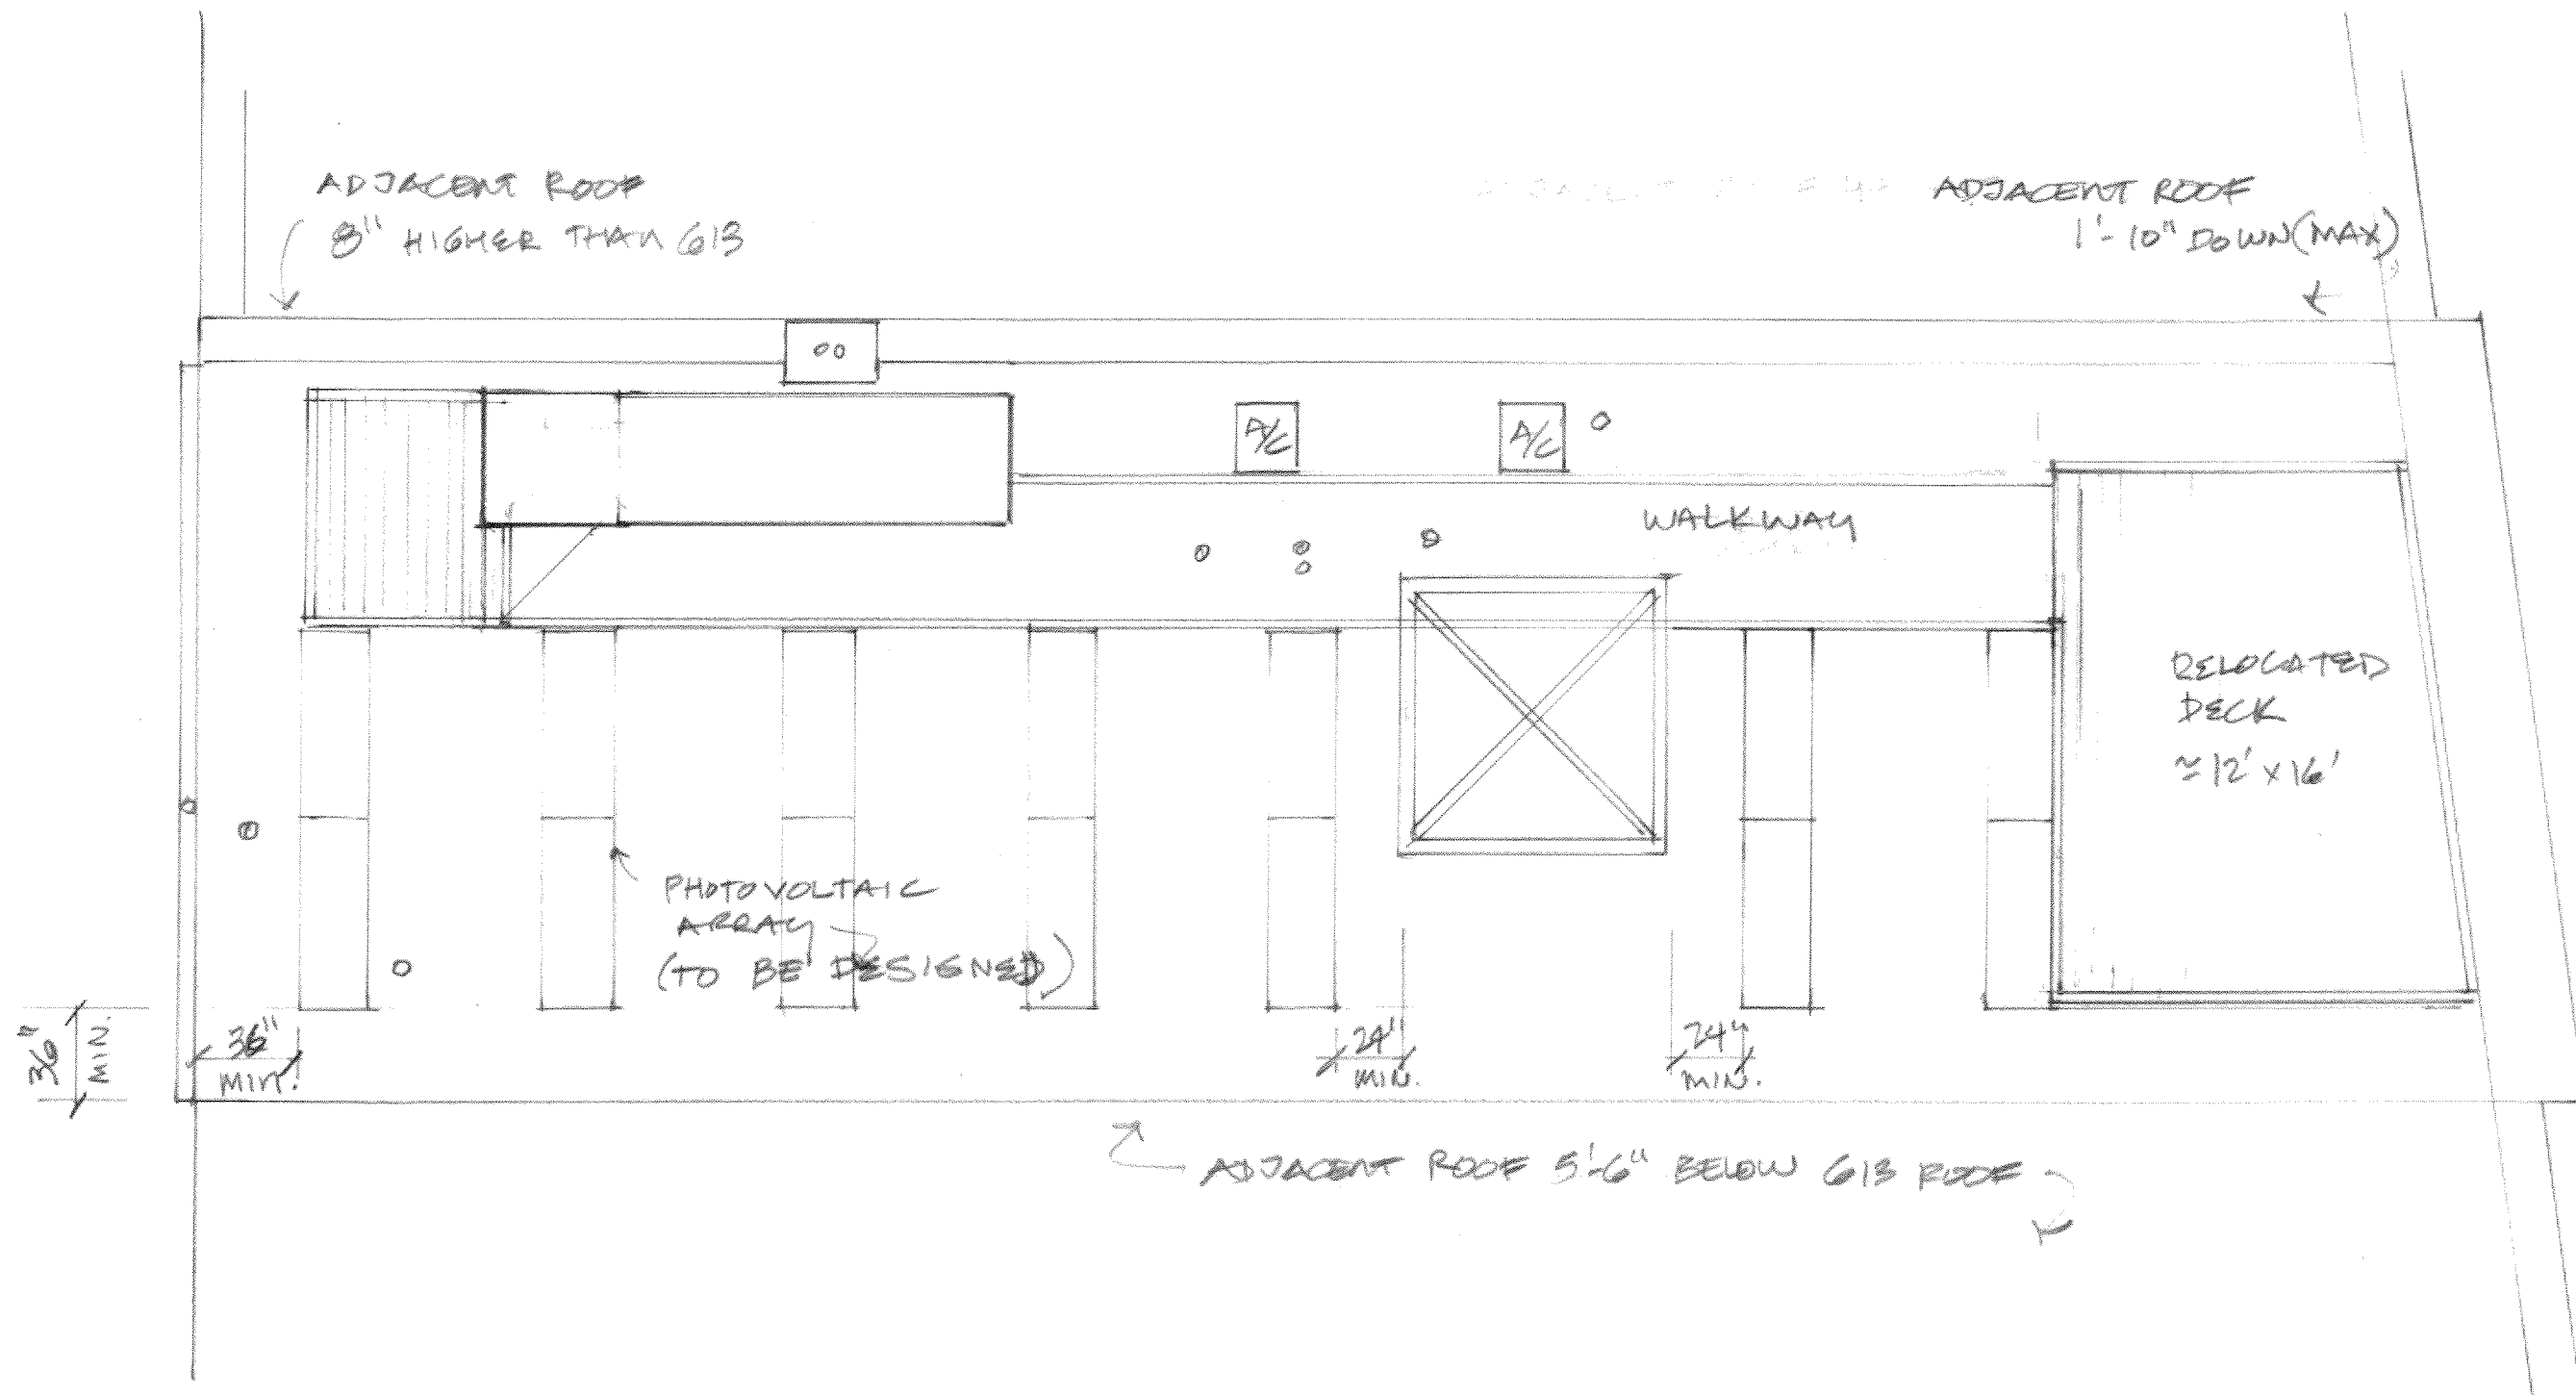 ADJACENT ROOF
8" HIGHER THAN 613
ADJACENT ROOF
1'-10" DOWN (MAX)
A/C
A/C
WALKWAY
RELOCATED
DECK
≈ 12' x 16'
PHOTOVOLTAIC
ARRAY
(TO BE DESIGNED)
36"
MIN.
36"
MIN.
24"
MIN.
24"
MIN.
ADJACENT ROOF 5'-6" BELOW 613 ROOF